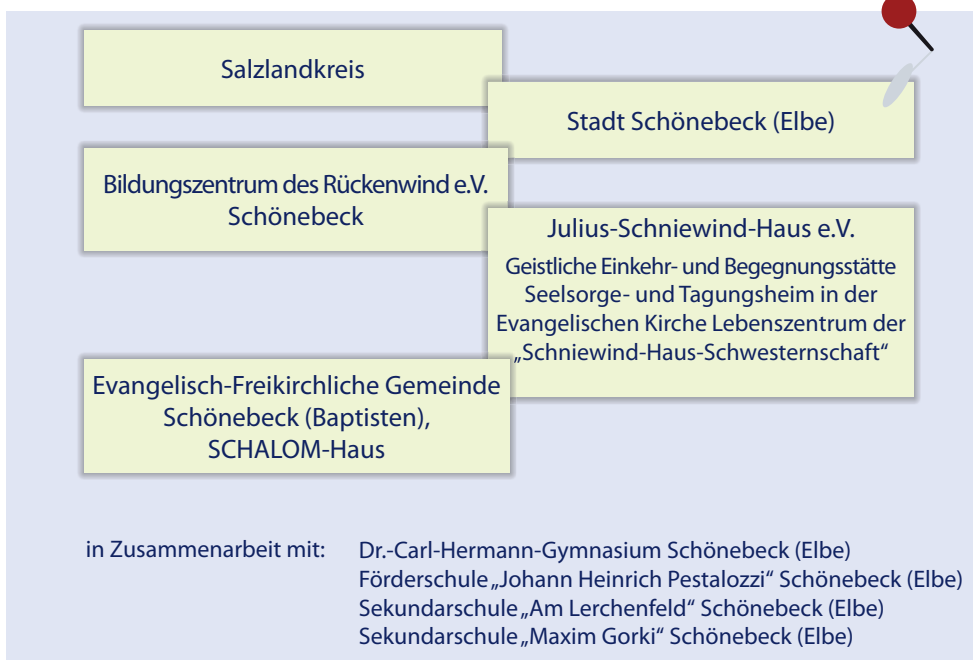 Salzlandkreis
Stadt Schönebeck (Elbe)
Bildungszentrum des Rückenwind e.V.
Schönebeck
Julius-Schniewind-Haus e.V.
Geistliche Einkehr- und Begegnungsstätte
Seelsorge- und Tagungsheim in der
Evangelischen Kirche Lebenszentrum der
„Schniewind-Haus-Schwesternschaft“
Evangelisch-Freikirchliche Gemeinde
Schönebeck (Baptisten),
SCHALOM-Haus
in Zusammenarbeit mit: Dr.-Carl-Hermann-Gymnasium Schönebeck (Elbe)
Förderschule „Johann Heinrich Pestalozzi“ Schönebeck (Elbe)
Sekundarschule „Am Lerchenfeld“ Schönebeck (Elbe)
Sekundarschule „Maxim Gorki“ Schönebeck (Elbe)